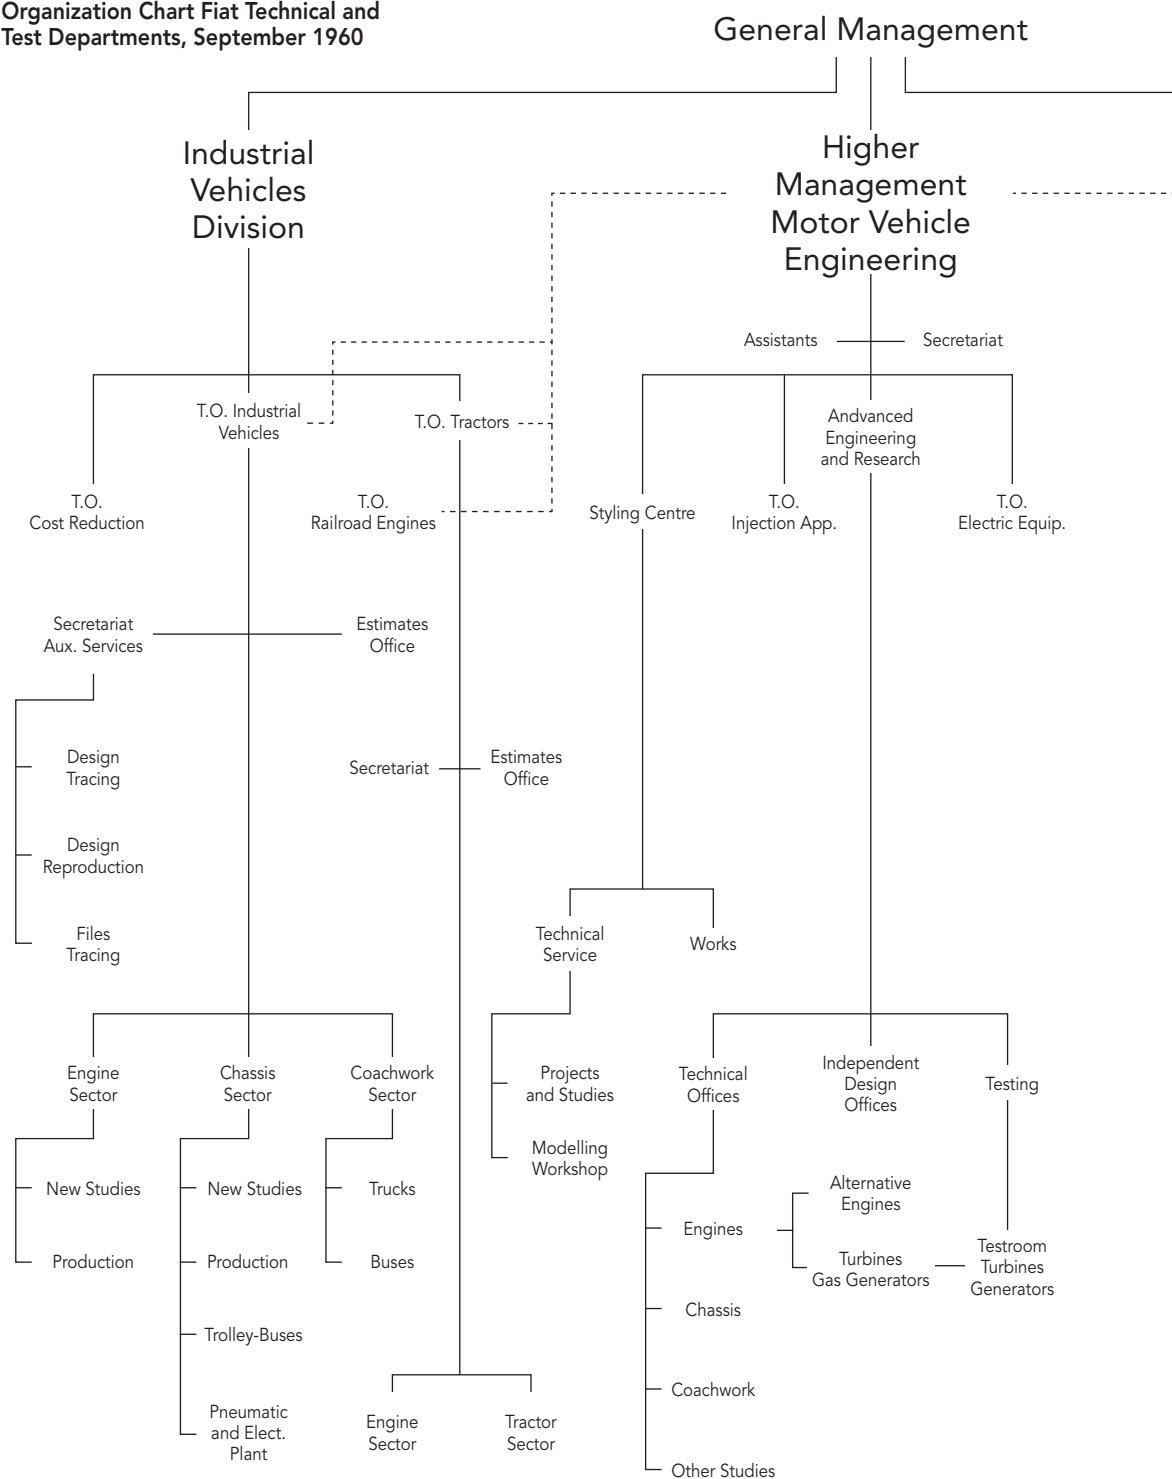 Organization Chart Fiat Technical and
Test Departments, September 1960
General Management
Industrial
Vehicles
Division
Higher
Management
Motor Vehicle
Engineering
Assistants
Secretariat
T.O. Industrial
Vehicles
T.O. Tractors
Andvanced
Engineering
and Research
T.O.
Cost Reduction
T.O.
Railroad Engines
Styling Centre
T.O.
Injection App.
T.O.
Electric Equip.
Secretariat
Aux. Services
Estimates
Office
Design
Tracing
Secretariat
Estimates
Office
Design
Reproduction
Files
Tracing
Technical
Service
Works
Engine
Sector
Chassis
Sector
Coachwork
Sector
Projects
and Studies
Technical
Offices
Independent
Design
Offices
Testing
Modelling
Workshop
New Studies
New Studies
Trucks
Alternative
Engines
Engines
Production
Production
Buses
Turbines
Gas Generators
Testroom
Turbines
Generators
Chassis
Trolley-Buses
Coachwork
Pneumatic
and Elect.
Plant
Engine
Sector
Tractor
Sector
Other Studies